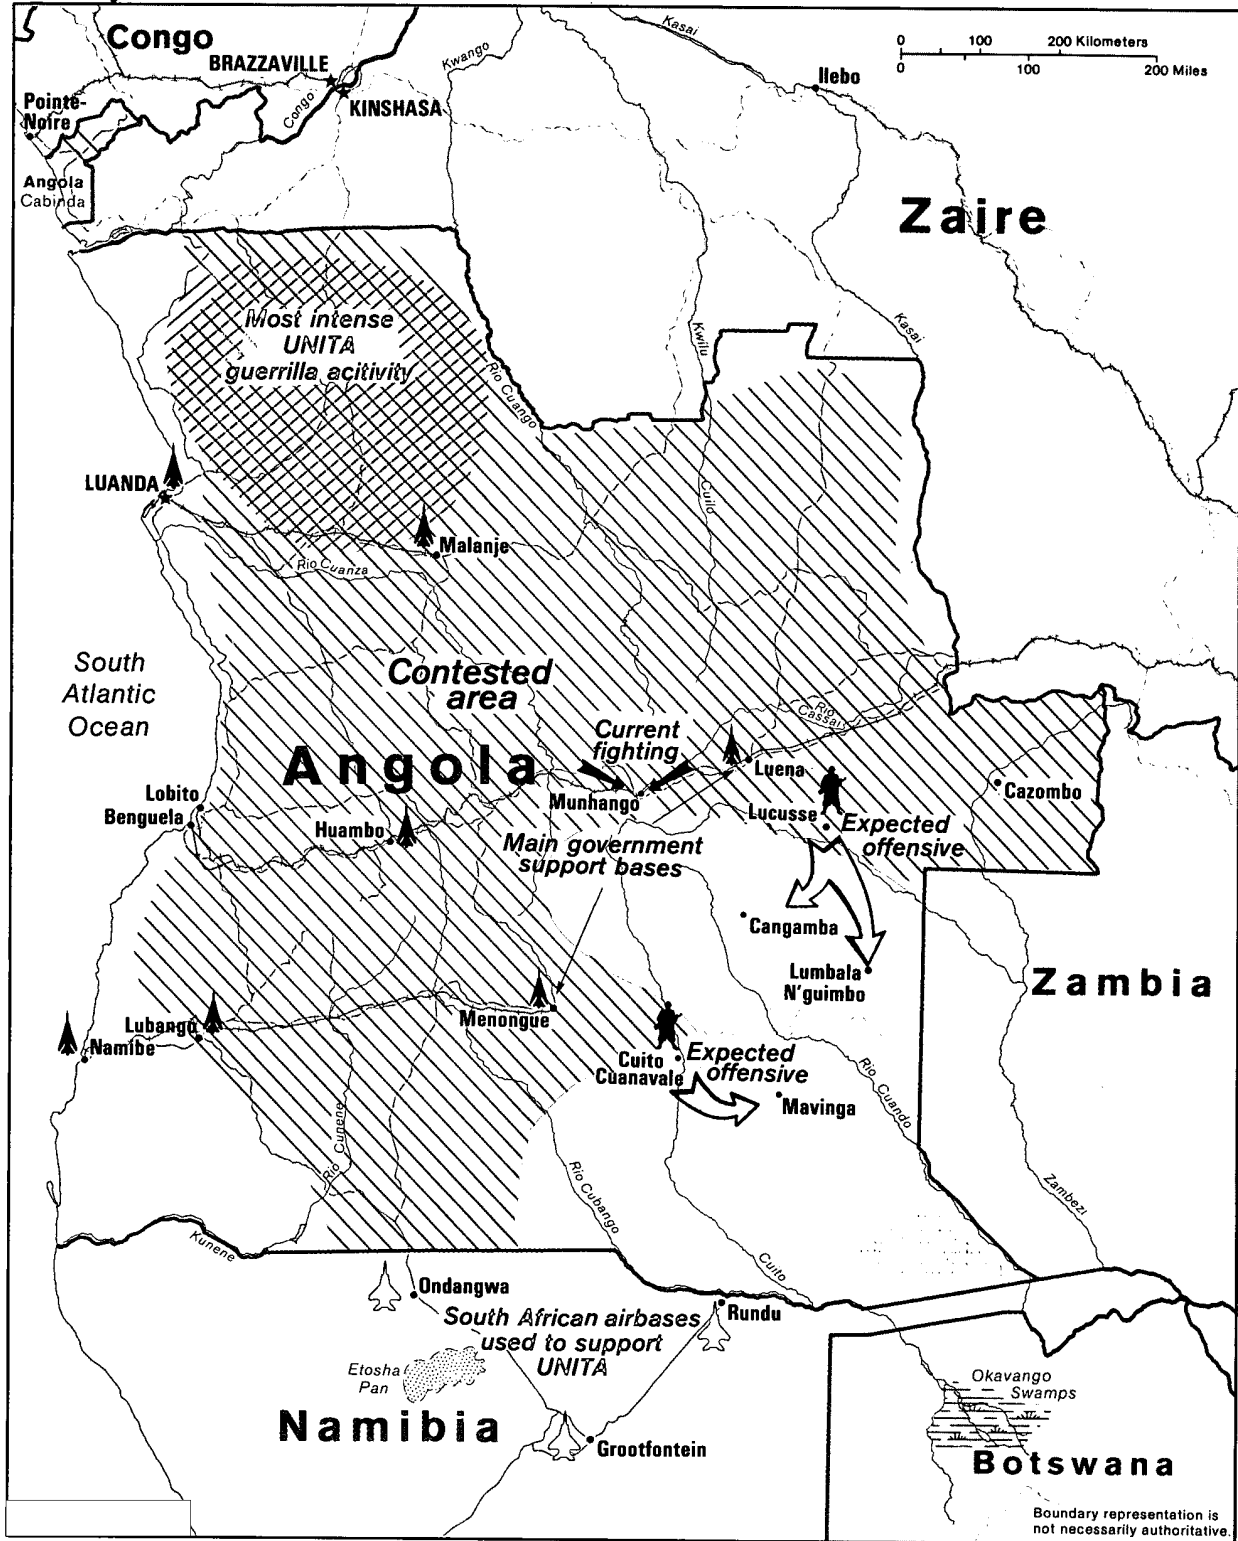 Congo
BRAZZAVILLE
KINSHASA
Congo
Pointe-
Noire
Angola
Cabinda
Kwango
Kasai
Ilebo
0 100 200 Kilometers
0 100 200 Miles
Zaire
Most intense
UNITA
guerrilla acitivity
Rio Cuango
Kwilu
Kasai
LUANDA
Malanje
Rio Cuanza
Cuilo
South
Atlantic
Ocean
Contested
area
Angola
Current
fighting
Rio
Cassai
Luena
Munhango
Lucusse
Cazombo
Expected
offensive
Lobito
Benguela
Huambo
Main government
support bases
Cangamba
Lumbala
N'guimbo
Zambia
Menongue
Lubango
Namibe
Cuito
Cuanavale
Expected
offensive
Mavinga
Rio Cuando
Rio Cunene
Rio Cubango
Zambezi
Kunene
Cuito
Ondangwa
South African airbases
used to support
UNITA
Rundu
Etosha
Pan
Namibia
Grootfontein
Okavango
Swamps
Botswana
Boundary representation is
not necessarily authoritative.